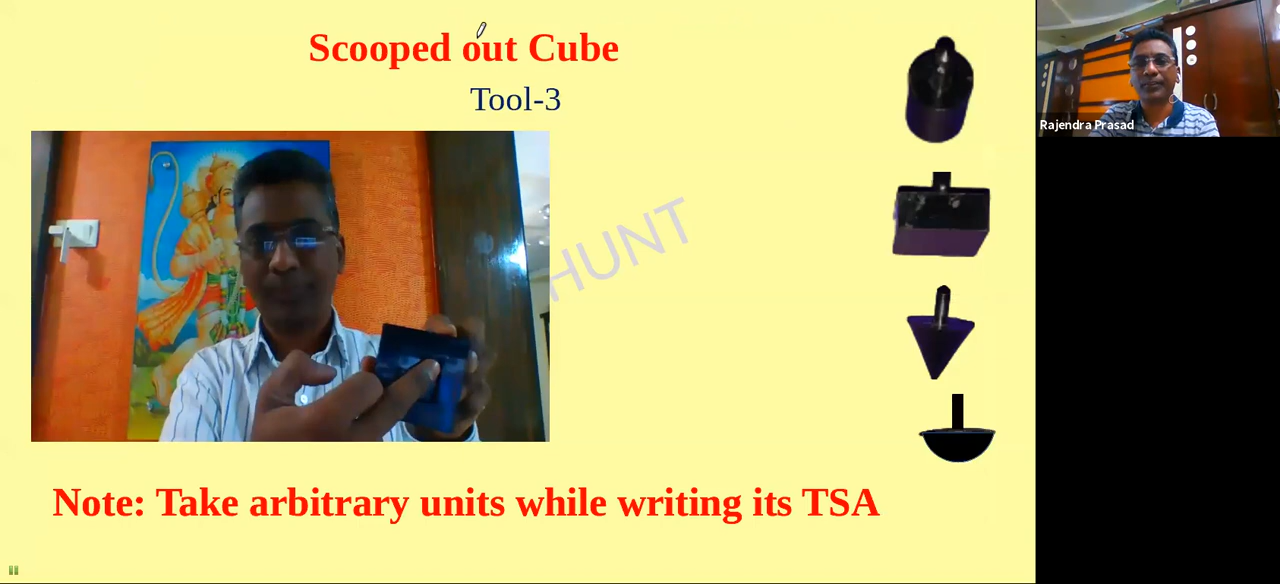 Scooped out Cube
Tool-3
HUNT
Note: Take arbitrary units while writing its TSA
Rajendra Prasad